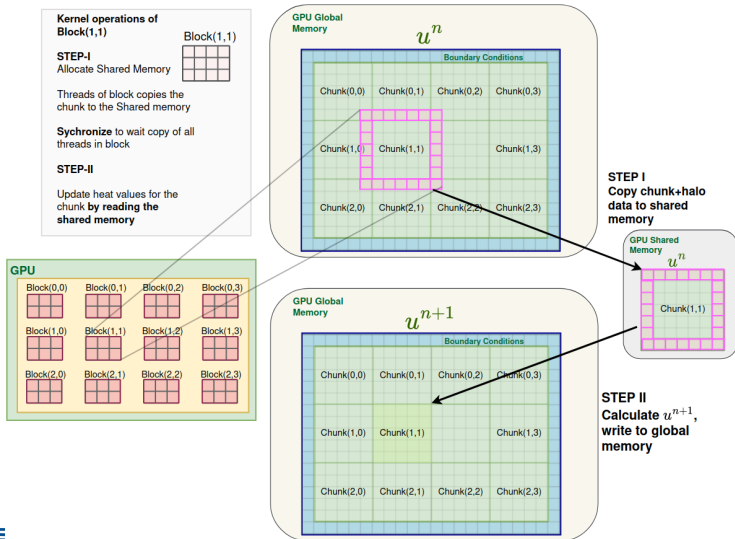 Kernel operations of
Block(1,1)
Block(1,1)
STEP-I
Allocate Shared Memory
Threads of block copies the
chunk to the Shared memory
Sychronize to wait copy of all
threads in block
STEP-II
Update heat values for the
chunk by reading the
shared memory
GPU Global
Memory
u^n
Boundary Conditions
Chunk(0,0) Chunk(0,1) Chunk(0,2) Chunk(0,3)
Chunk(1,0) Chunk(1,1) Chunk(1,3)
Chunk(2,0) Chunk(2,1) Chunk(2,2) Chunk(2,3)
STEP I
Copy chunk+halo
data to shared
memory
GPU Shared
Memory
u^n
Chunk(1,1)
GPU
Block(0,0) Block(0,1) Block(0,2) Block(0,3)
Block(1,0) Block(1,1) Block(1,2) Block(1,3)
Block(2,0) Block(2,1) Block(2,2) Block(2,3)
GPU Global
Memory
u^{n+1}
Boundary Conditions
Chunk(0,0) Chunk(0,1) Chunk(0,2) Chunk(0,3)
Chunk(1,0) Chunk(1,1) Chunk(1,3)
Chunk(2,0) Chunk(2,1) Chunk(2,2) Chunk(2,3)
STEP II
Calculate u^{n+1},
write to global
memory